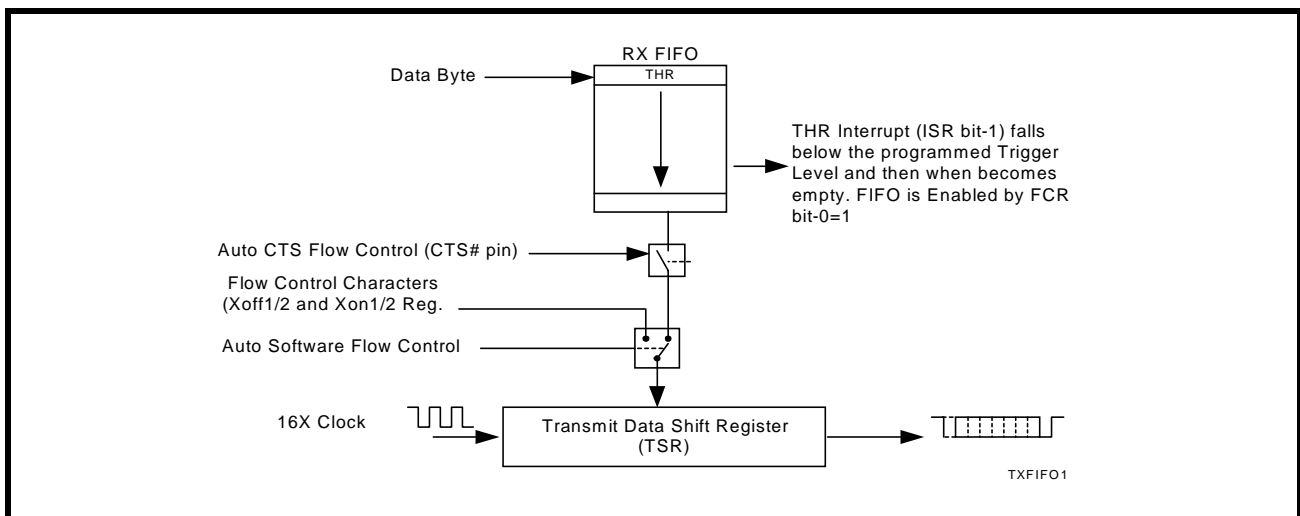 RX FIFO
THR
Data Byte
THR Interrupt (ISR bit-1) falls
below the programmed Trigger
Level and then when becomes
empty. FIFO is Enabled by FCR
bit-0=1
Auto CTS Flow Control (CTS# pin)
Flow Control Characters
(Xoff1/2 and Xon1/2 Reg.
Auto Software Flow Control
16X Clock
Transmit Data Shift Register
(TSR)
TXFIFO1